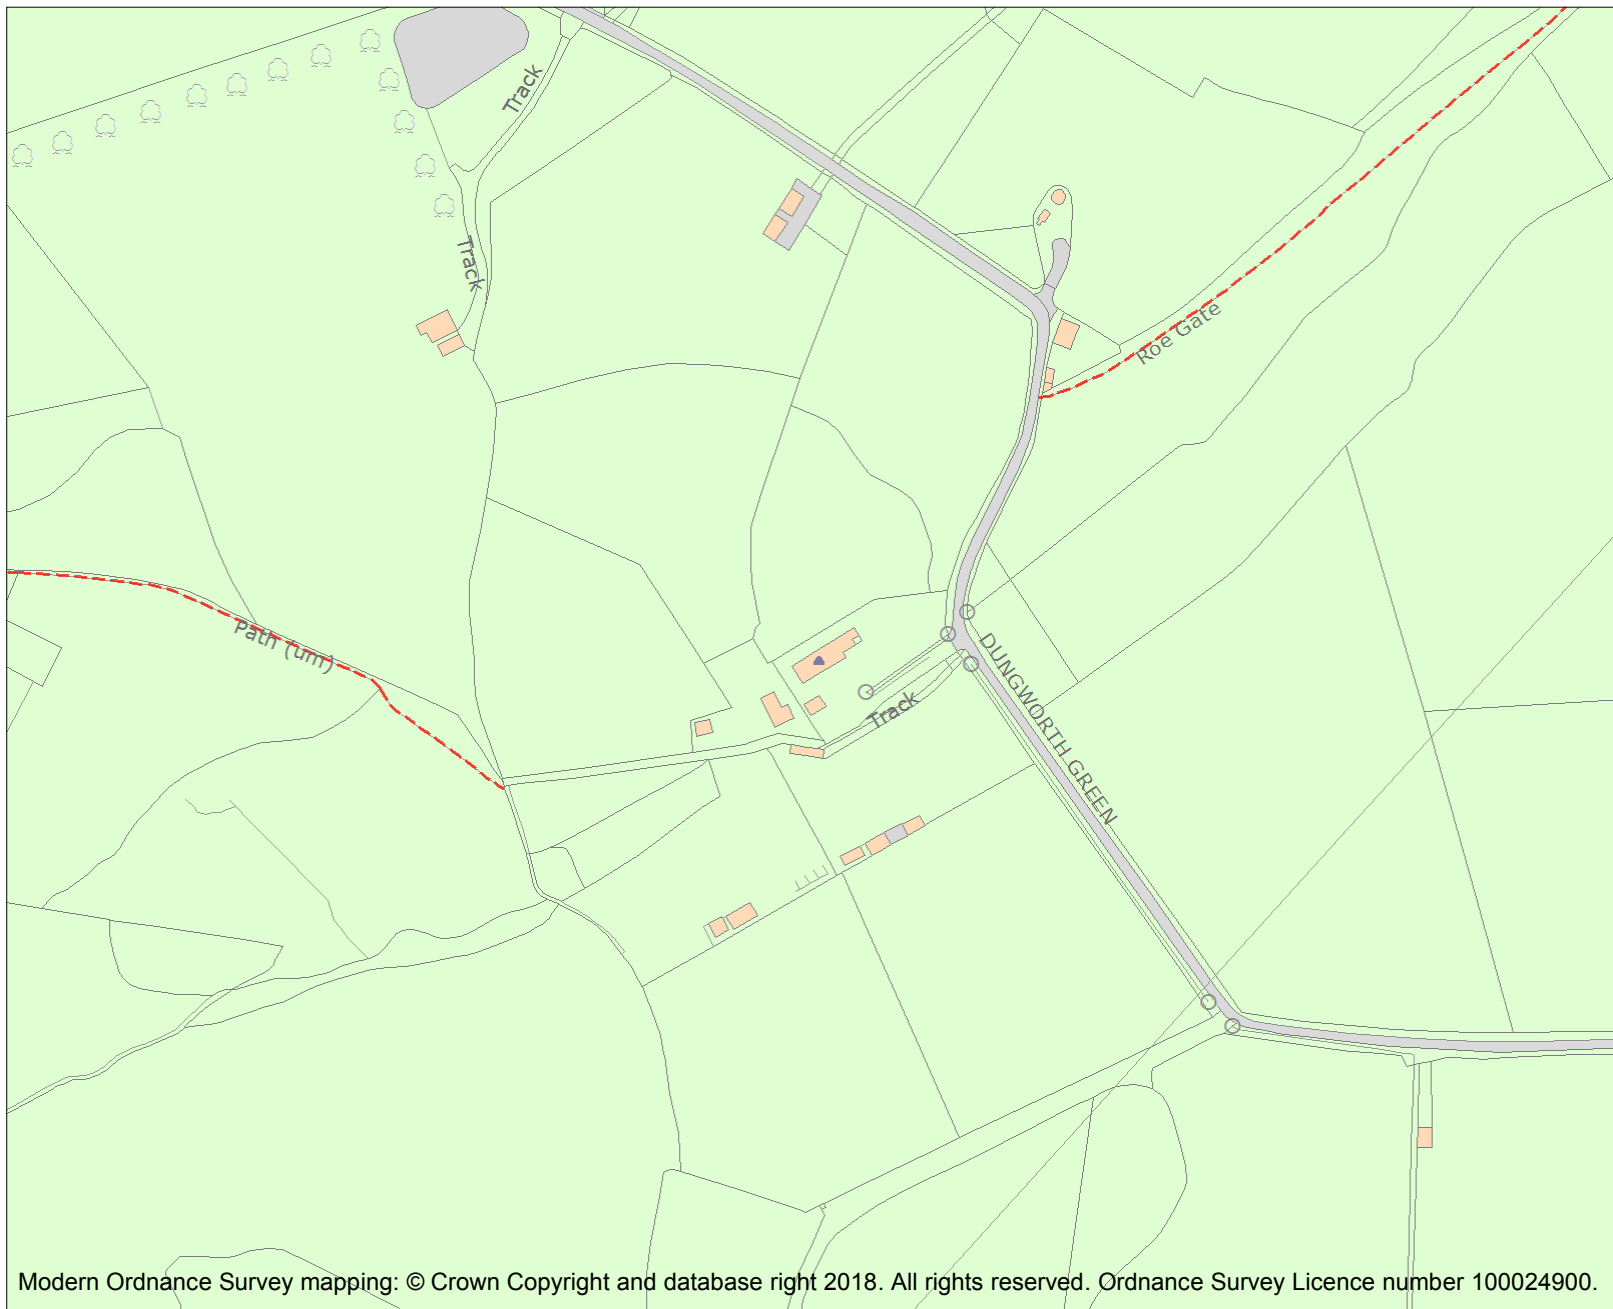 Track
Track
Roe Gate
Path (um)
DUNGWORTH GREEN
Track
Modern Ordnance Survey mapping: © Crown Copyright and database right 2018. All rights reserved. Ordnance Survey Licence number 100024900.